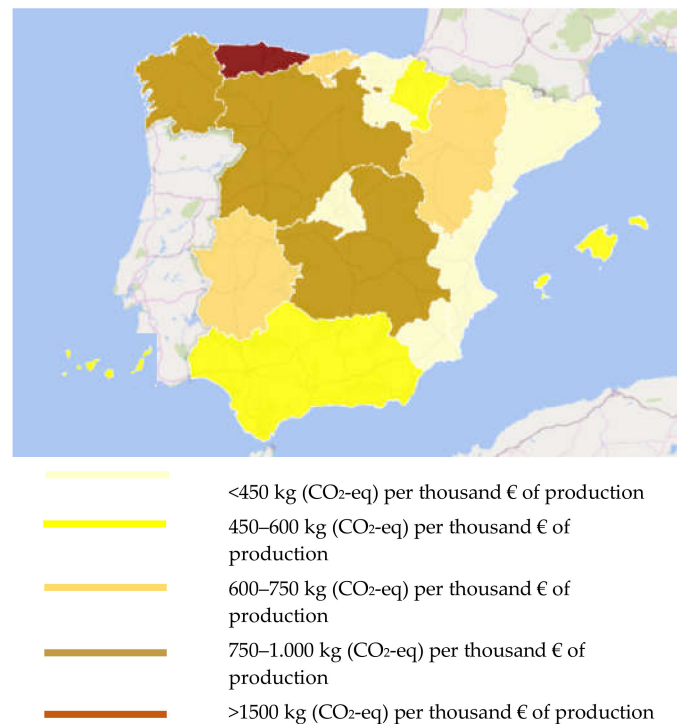 <450 kg (CO₂-eq) per thousand € of production
450–600 kg (CO₂-eq) per thousand € of
production
600–750 kg (CO₂-eq) per thousand € of
production
750–1.000 kg (CO₂-eq) per thousand € of
production
>1500 kg (CO₂-eq) per thousand € of production